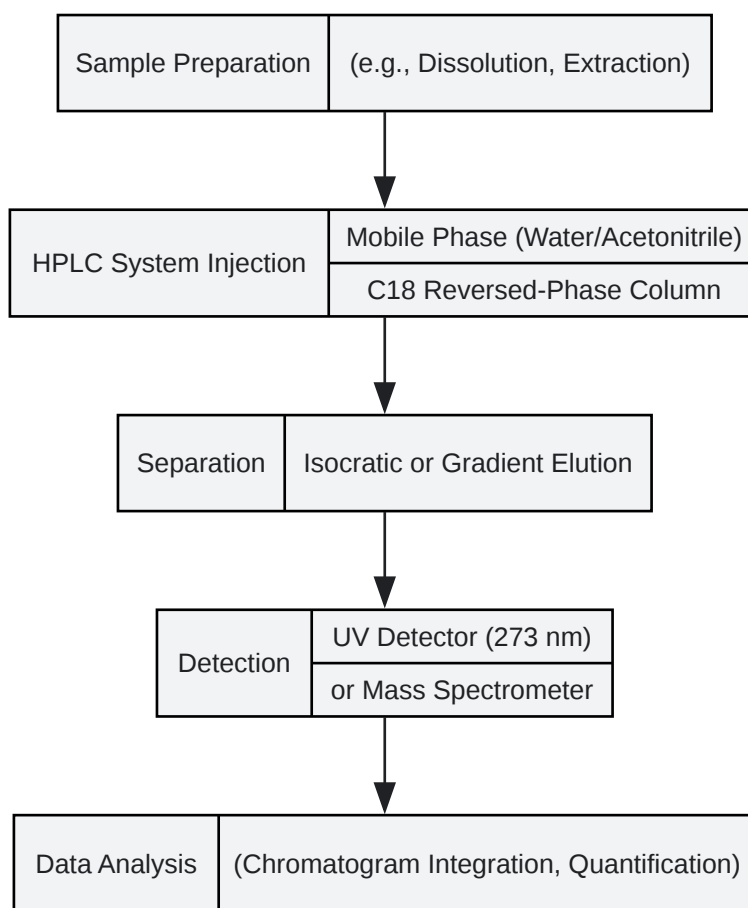 Sample Preparation
(e.g., Dissolution, Extraction)
HPLC System Injection
Mobile Phase (Water/Acetonitrile)
C18 Reversed-Phase Column
Separation
Isocratic or Gradient Elution
Detection
UV Detector (273 nm)
or Mass Spectrometer
Data Analysis
(Chromatogram Integration, Quantification)